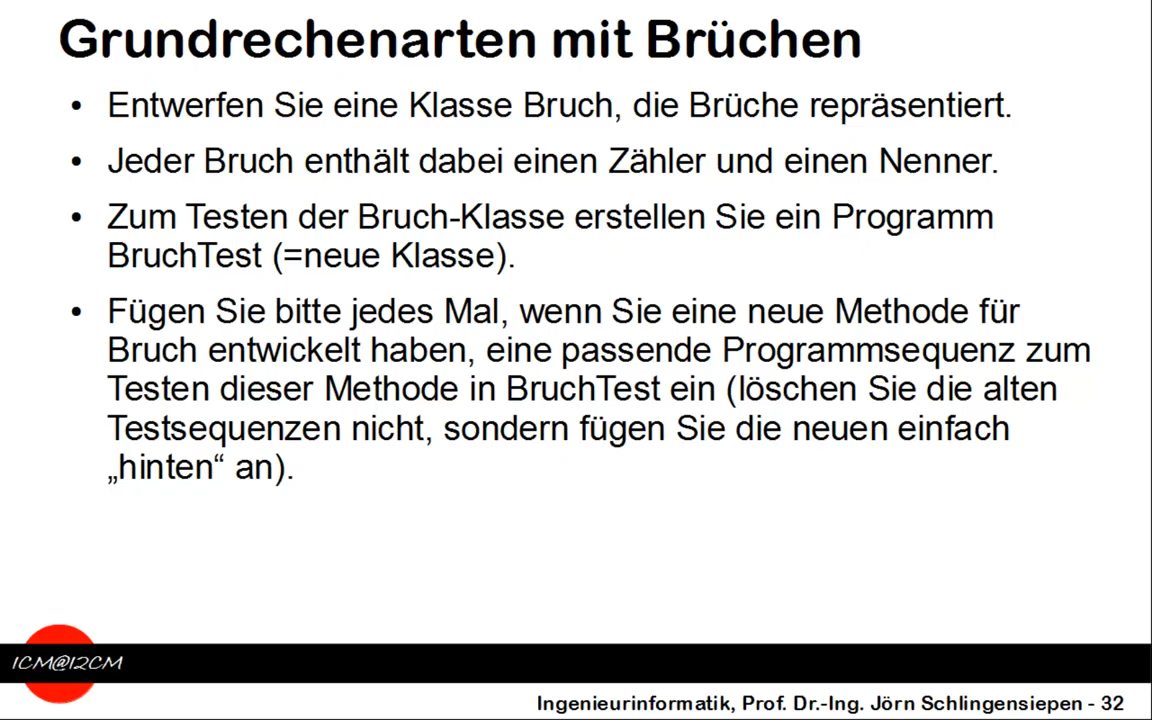 Grundrechenarten mit Brüchen
• Entwerfen Sie eine Klasse Bruch, die Brüche repräsentiert.
• Jeder Bruch enthält dabei einen Zähler und einen Nenner.
• Zum Testen der Bruch-Klasse erstellen Sie ein Programm
BruchTest (=neue Klasse).
• Fügen Sie bitte jedes Mal, wenn Sie eine neue Methode für
Bruch entwickelt haben, eine passende Programmsequenz zum
Testen dieser Methode in BruchTest ein (löschen Sie die alten
Testsequenzen nicht, sondern fügen Sie die neuen einfach
„hinten“ an).
1CM@12CM
Ingenieurinformatik, Prof. Dr.-Ing. Jörn Schlingensiepen - 32